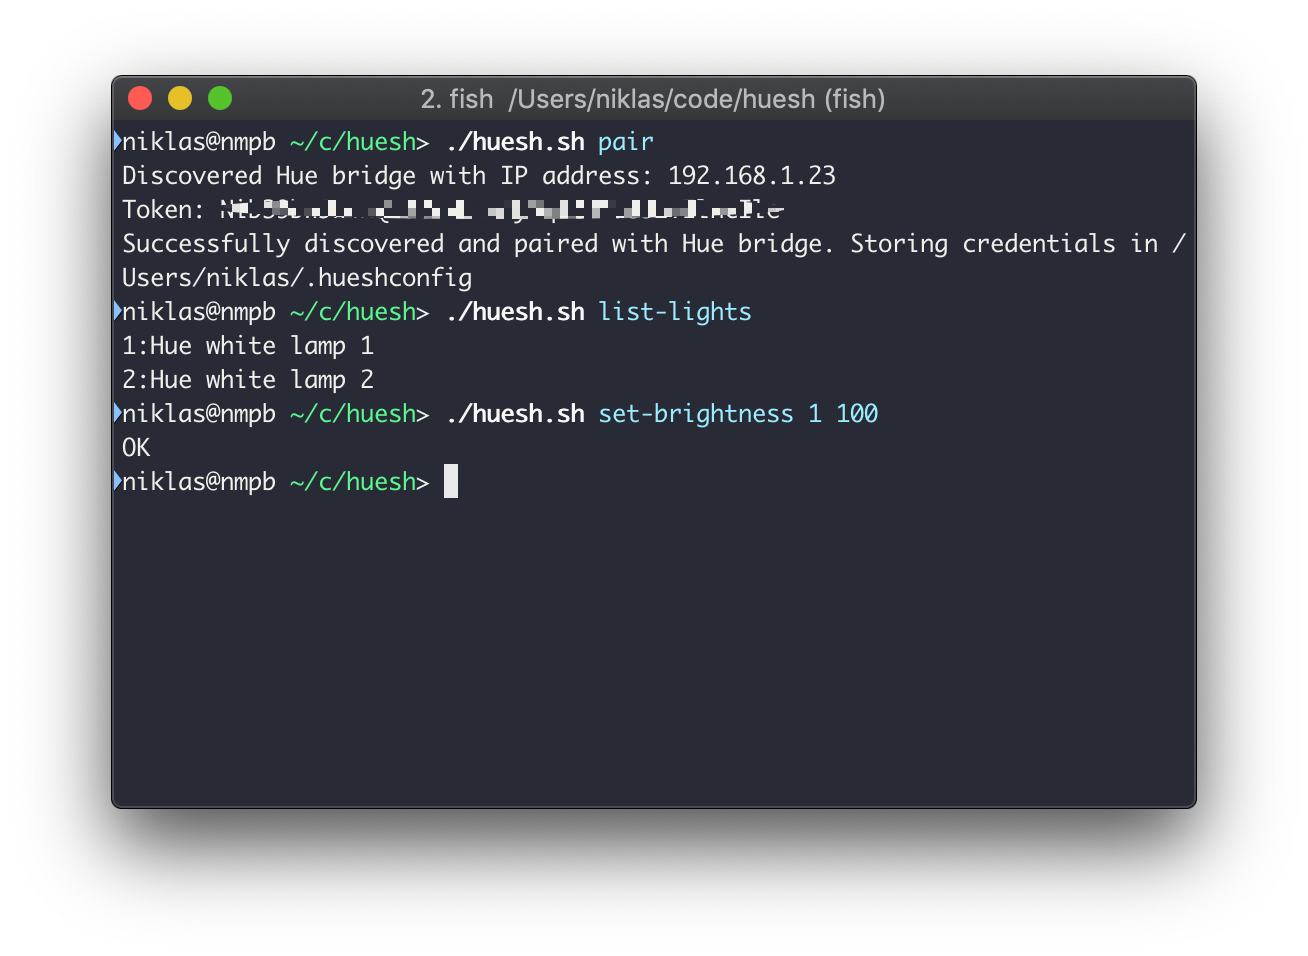 2. fish /Users/niklas/code/huesh (fish)
niklas@nmpb ~/c/huesh> ./huesh.sh pair
Discovered Hue bridge with IP address: 192.168.1.23
Token:
Successfully discovered and paired with Hue bridge. Storing credentials in /
Users/niklas/.hueshconfig
niklas@nmpb ~/c/huesh> ./huesh.sh list-lights
1:Hue white lamp 1
2:Hue white lamp 2
niklas@nmpb ~/c/huesh> ./huesh.sh set-brightness 1 100
OK
niklas@nmpb ~/c/huesh>